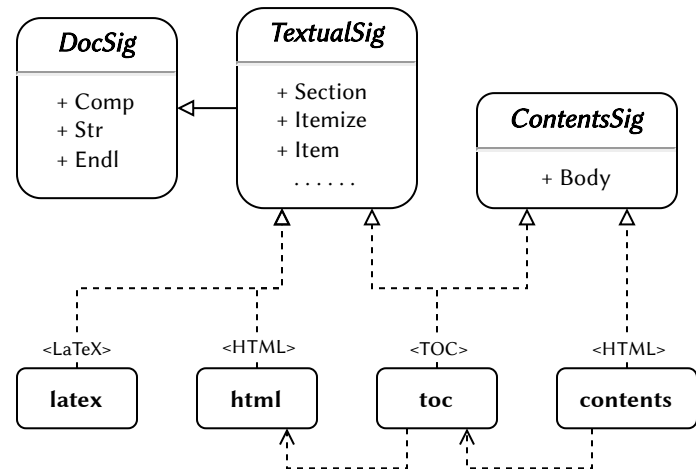 DocSig
+ Comp
+ Str
+ Endl
TextualSig
+ Section
+ Itemize
+ Item
......
ContentsSig
+ Body
<LaTeX>
<HTML>
<TOC>
<HTML>
latex
html
toc
contents